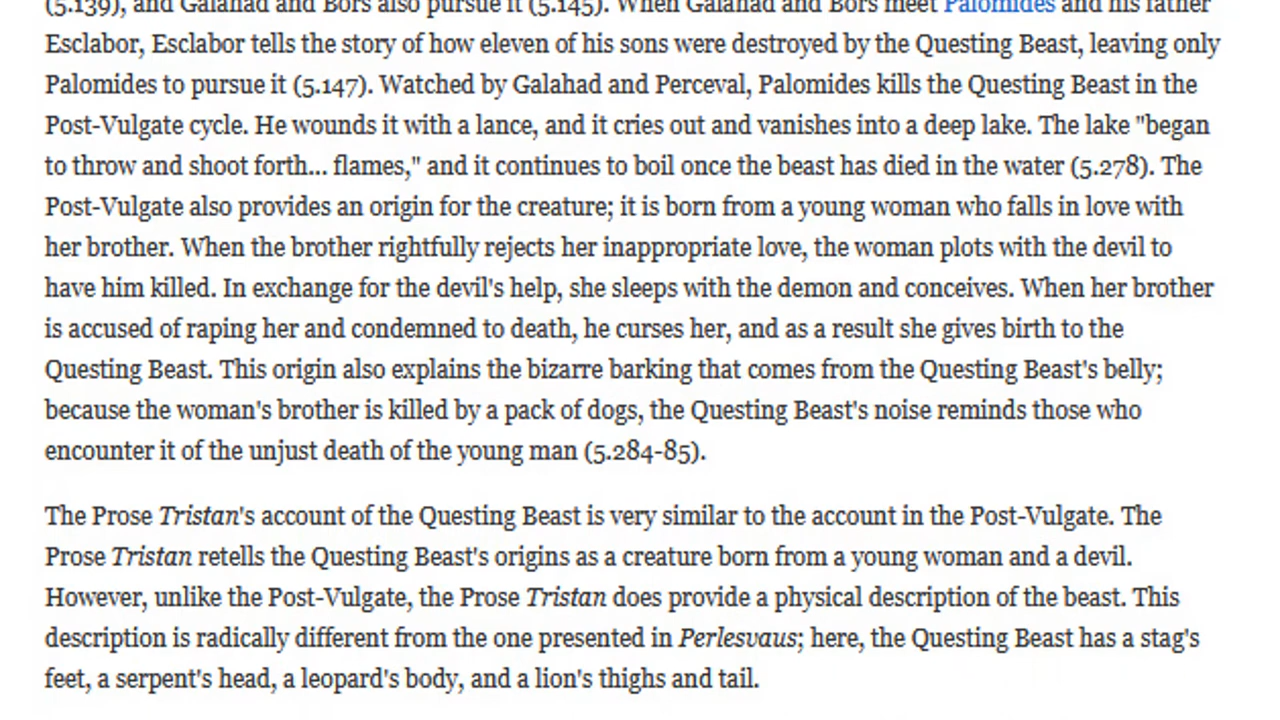 (5.139), and Galahad and Bors also pursue it (5.145). When Galahad and Bors meet Palomides and his father
Esclabor, Esclabor tells the story of how eleven of his sons were destroyed by the Questing Beast, leaving only
Palomides to pursue it (5.147). Watched by Galahad and Perceval, Palomides kills the Questing Beast in the
Post-Vulgate cycle. He wounds it with a lance, and it cries out and vanishes into a deep lake. The lake "began
to throw and shoot forth... flames," and it continues to boil once the beast has died in the water (5.278). The
Post-Vulgate also provides an origin for the creature; it is born from a young woman who falls in love with
her brother. When the brother rightfully rejects her inappropriate love, the woman plots with the devil to
have him killed. In exchange for the devil's help, she sleeps with the demon and conceives. When her brother
is accused of raping her and condemned to death, he curses her, and as a result she gives birth to the
Questing Beast. This origin also explains the bizarre barking that comes from the Questing Beast's belly;
because the woman's brother is killed by a pack of dogs, the Questing Beast's noise reminds those who
encounter it of the unjust death of the young man (5.284-85).
The Prose Tristan's account of the Questing Beast is very similar to the account in the Post-Vulgate. The
Prose Tristan retells the Questing Beast's origins as a creature born from a young woman and a devil.
However, unlike the Post-Vulgate, the Prose Tristan does provide a physical description of the beast. This
description is radically different from the one presented in Perlesvaus; here, the Questing Beast has a stag's
feet, a serpent's head, a leopard's body, and a lion's thighs and tail.